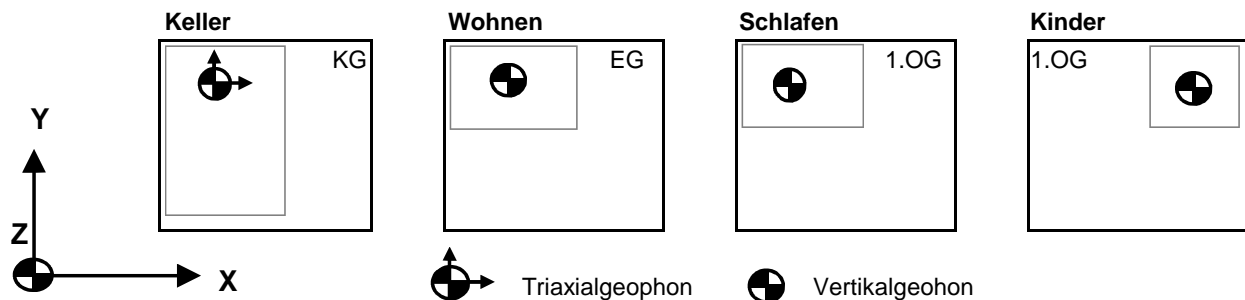 Keller Wohnen Schlafen Kinder
KG EG 1.OG 1.OG
Y
Z
X
Triaxialgeophon Vertikalgeohon